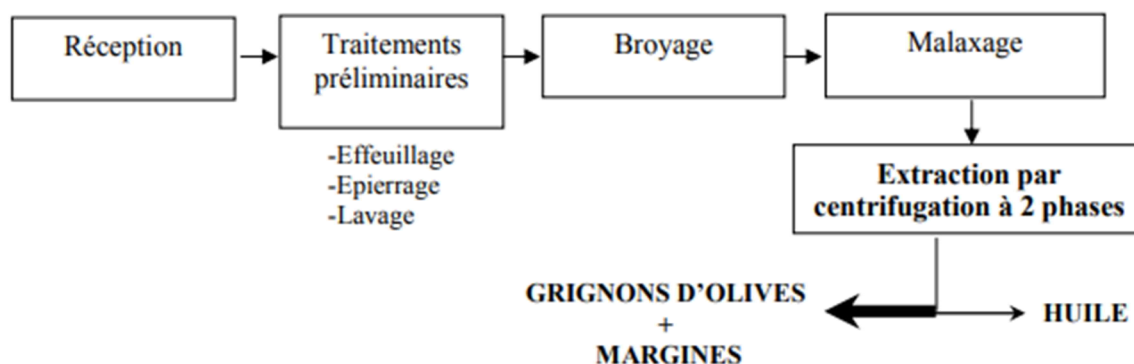 Réception
Traitements
préliminaires
Broyage
Malaxage
-Effeuillage
-Epierrage
-Lavage
Extraction par
centrifugation à 2 phases
GRIGNONS D'OLIVES
+
MARGINES
HUILE